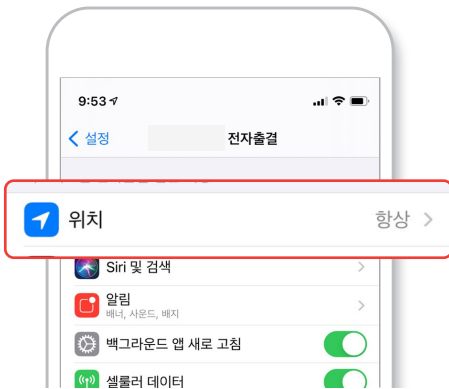 9:53
설정
전자출결
위치
항상
Siri 및 검색
알림
배너, 사운드, 배지
백그라운드 앱 새로 고침
셀룰러 데이터